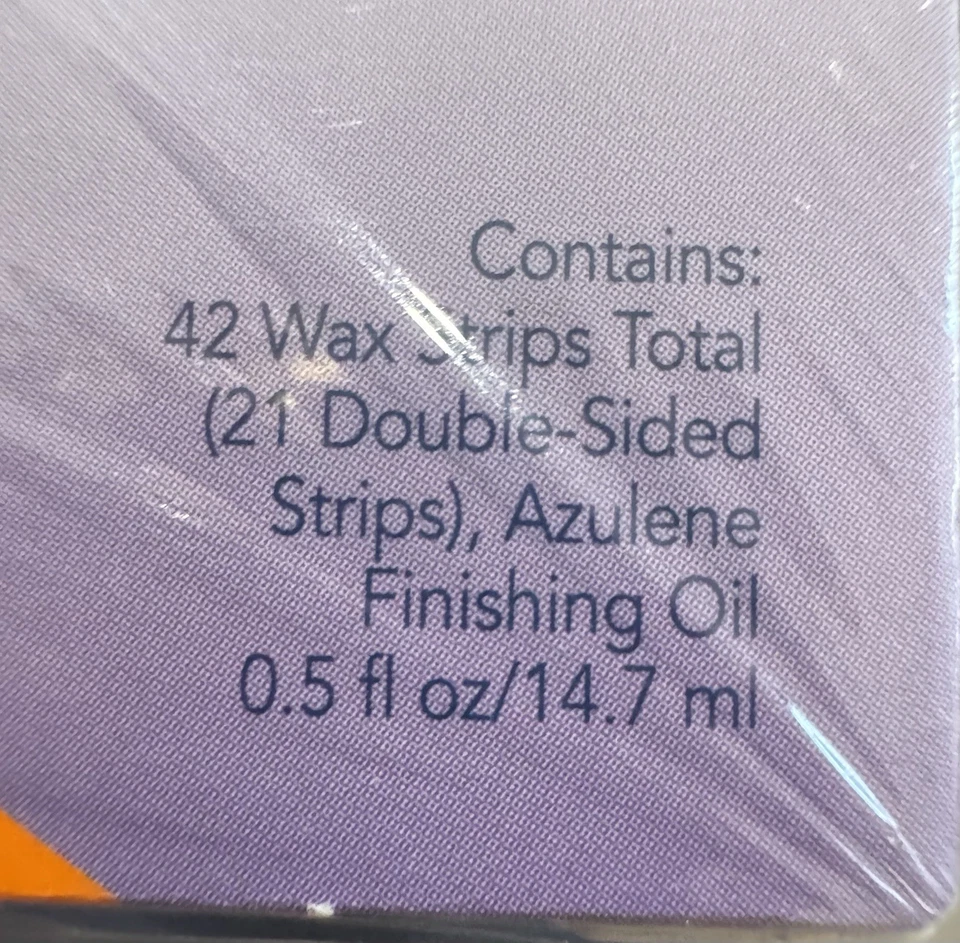 Contains:
42 Wax Strips Total
(21 Double-Sided
Strips), Azulene
Finishing Oil
0.5 fl oz/14.7 ml